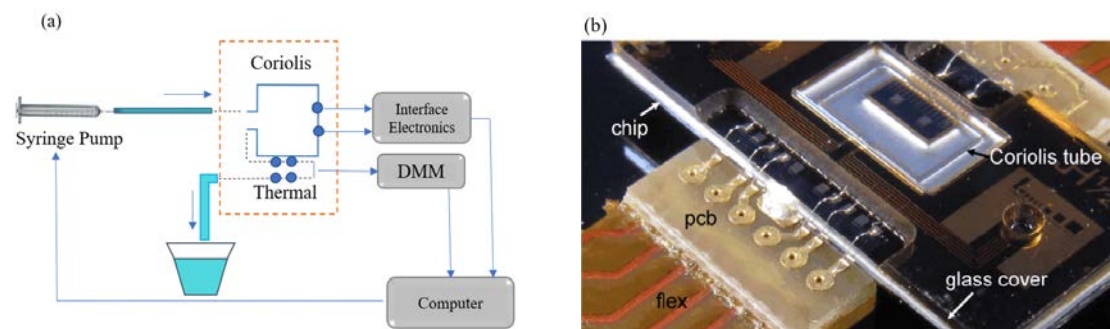 (a)
Coriolis
Syringe Pump
Interface
Electronics
Thermal
DMM
Computer
(b)
chip
Coriolis tube
pcb
glass cover
flex